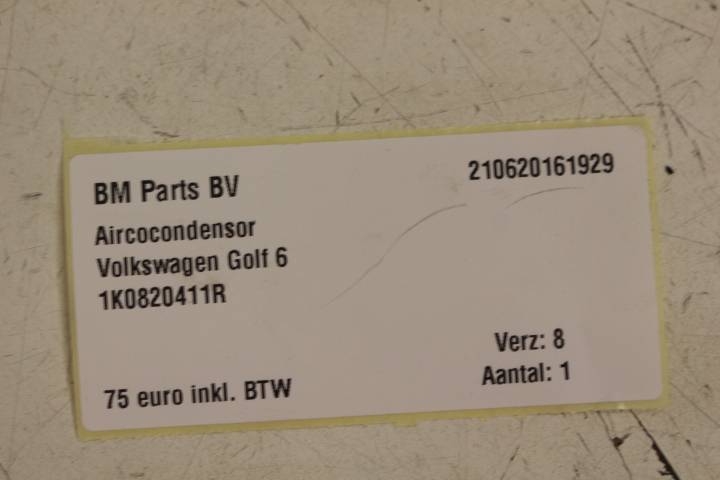 BM Parts BV
210620161929
Aircocondensor
Volkswagen Golf 6
1K0820411R
Verz: 8
75 euro inkl. BTW
Aantal: 1